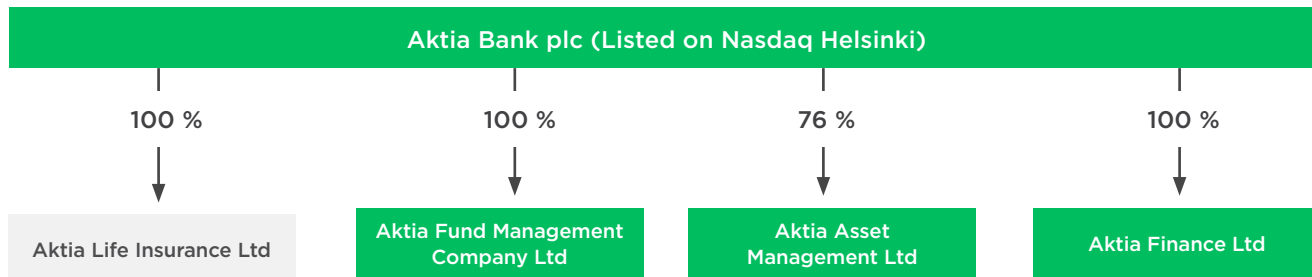 Aktia Bank plc (Listed on Nasdaq Helsinki)
100 %
100 %
76 %
100 %
Aktia Life Insurance Ltd
Aktia Fund Management
Company Ltd
Aktia Asset
Management Ltd
Aktia Finance Ltd